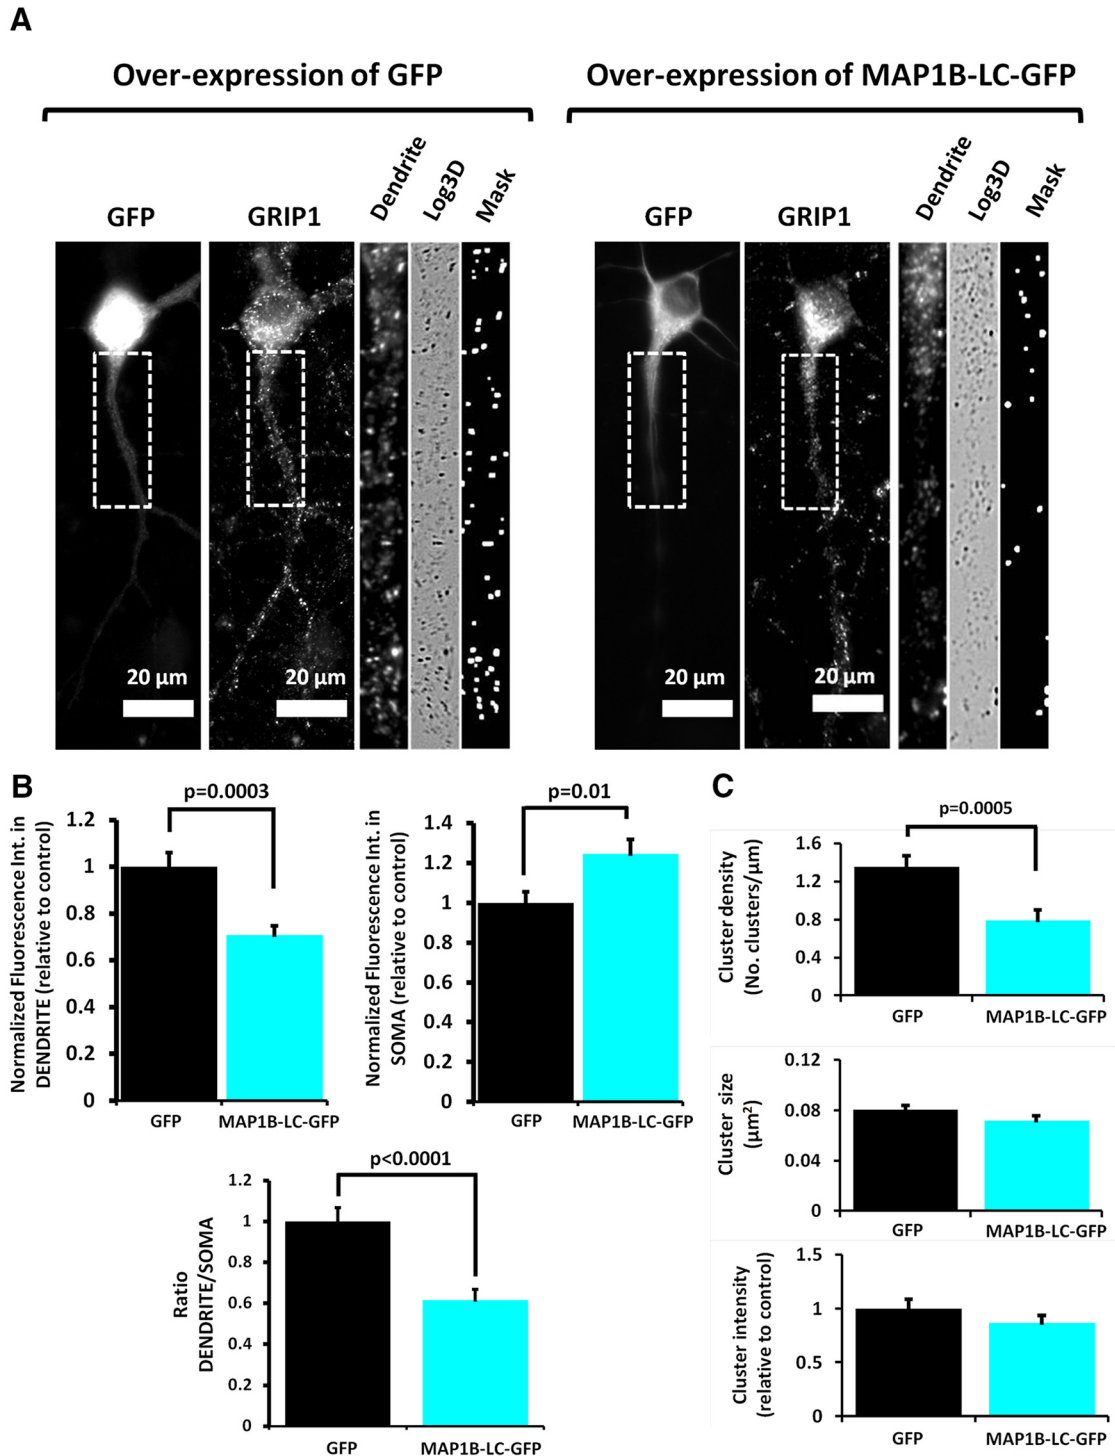 A
Over-expression of GFP
Over-expression of MAP1B-LC-GFP
GFP
GRIP1
Dendrite
Log3D
Mask
GFP
GRIP1
Dendrite
Log3D
Mask
20 µm
20 µm
20 µm
20 µm
B
p=0.0003
Normalized Fluorescence Int. in
DENDRITE (relative to control)
1.2
1
0.8
0.6
0.4
0.2
0
GFP
MAP1B-LC-GFP
p=0.01
Normalized Fluorescence Int. in
SOMA (relative to control)
1.4
1.2
1
0.8
0.6
0.4
0.2
0
GFP
MAP1B-LC-GFP
p<0.0001
Ratio
DENDRITE/SOMA
1.2
1
0.8
0.6
0.4
0.2
0
GFP
MAP1B-LC-GFP
C
p=0.0005
Cluster density
(No. clusters/µm)
1.6
1.2
0.8
0.4
0
GFP
MAP1B-LC-GFP
Cluster size
(µm²)
0.12
0.08
0.04
0
GFP
MAP1B-LC-GFP
Cluster intensity
(relative to control)
1.5
1
0.5
0
GFP
MAP1B-LC-GFP